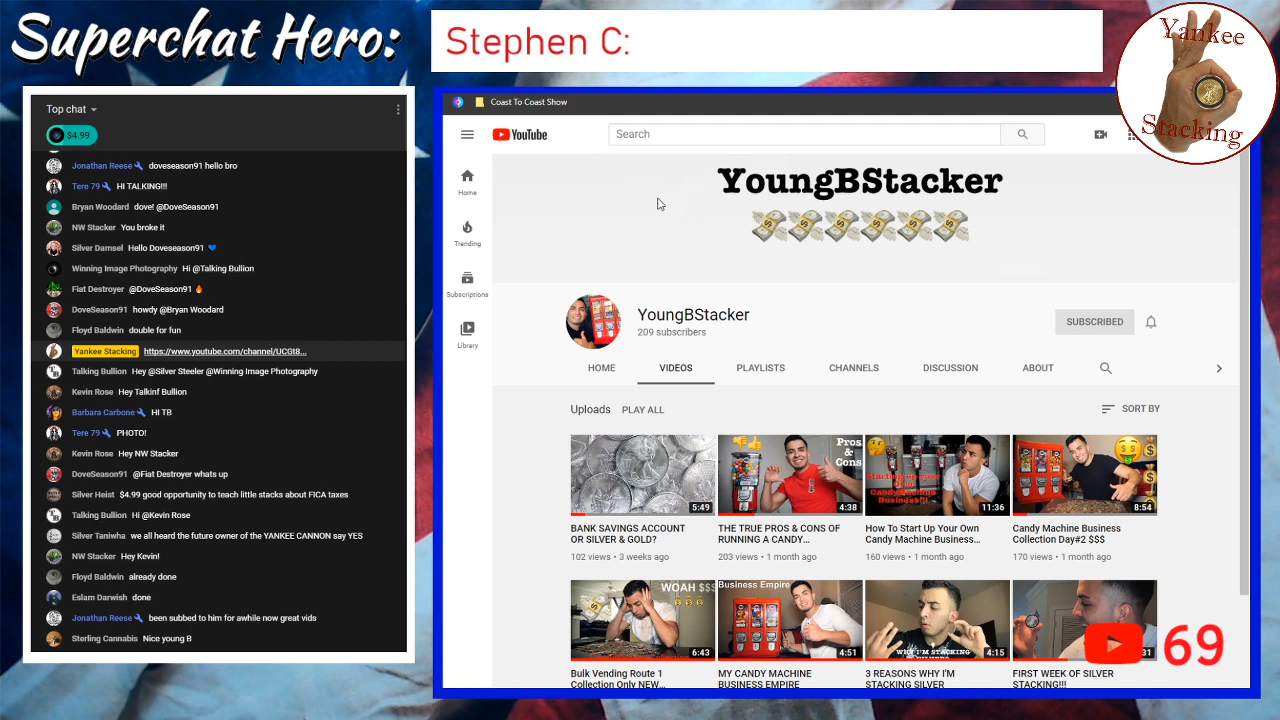 Superchat Hero:
Stephen C:
Yankee
Stacking
Top chat
$4.99
Jonathan Reese doveseason91 hello bro
Tere 79 HI TALKING!!!
Bryan Woodard dove! @DoveSeason91
NW Stacker You broke it
Silver Damsel Hello Doveseason91
Winning Image Photography Hi @Talking Bullion
Fiat Destroyer @DoveSeason91
DoveSeason91 howdy @Bryan Woodard
Floyd Baldwin double for fun
Yankee Stacking https://www.youtube.com/channel/UCGt8...
Talking Bullion Hey @Silver Steeler @Winning Image Photography
Kevin Rose Hey Talkinf Bullion
Barbara Carbone HI TB
Tere 79 PHOTO!
Kevin Rose Hey NW Stacker
DoveSeason91 @Fiat Destroyer whats up
Silver Heist $4.99 good opportunity to teach little stacks about FICA taxes
Talking Bullion Hi @Kevin Rose
Silver Taniwha we all heard the future owner of the YANKEE CANNON say YES
NW Stacker Hey Kevin!
Floyd Baldwin already done
Eslam Darwish done
Jonathan Reese been subbed to him for awhile now great vids
Sterling Cannabis Nice young B
Coast To Coast Show
YouTube
Search
Home
Trending
Subscriptions
Library
YoungBStacker
YoungBStacker
209 subscribers
SUBSCRIBED
HOME VIDEOS PLAYLISTS CHANNELS DISCUSSION ABOUT
Uploads PLAY ALL
SORT BY
5:49
Pros
&
Cons
4:38
11:36
8:54
BANK SAVINGS ACCOUNT
OR SILVER & GOLD?
102 views • 3 weeks ago
THE TRUE PROS & CONS OF
RUNNING A CANDY...
203 views • 1 month ago
How To Start Up Your Own
Candy Machine Business...
160 views • 1 month ago
Candy Machine Business
Collection Day#2 $$$
170 views • 1 month ago
WOAH $$$
6:43
Business Empire
4:51
WHY I'M STACKING
4:15
31
Bulk Vending Route 1
Collection Only NEW...
MY CANDY MACHINE
BUSINESS EMPIRE
3 REASONS WHY I'M
STACKING SILVER
FIRST WEEK OF SILVER
STACKING!!!
69